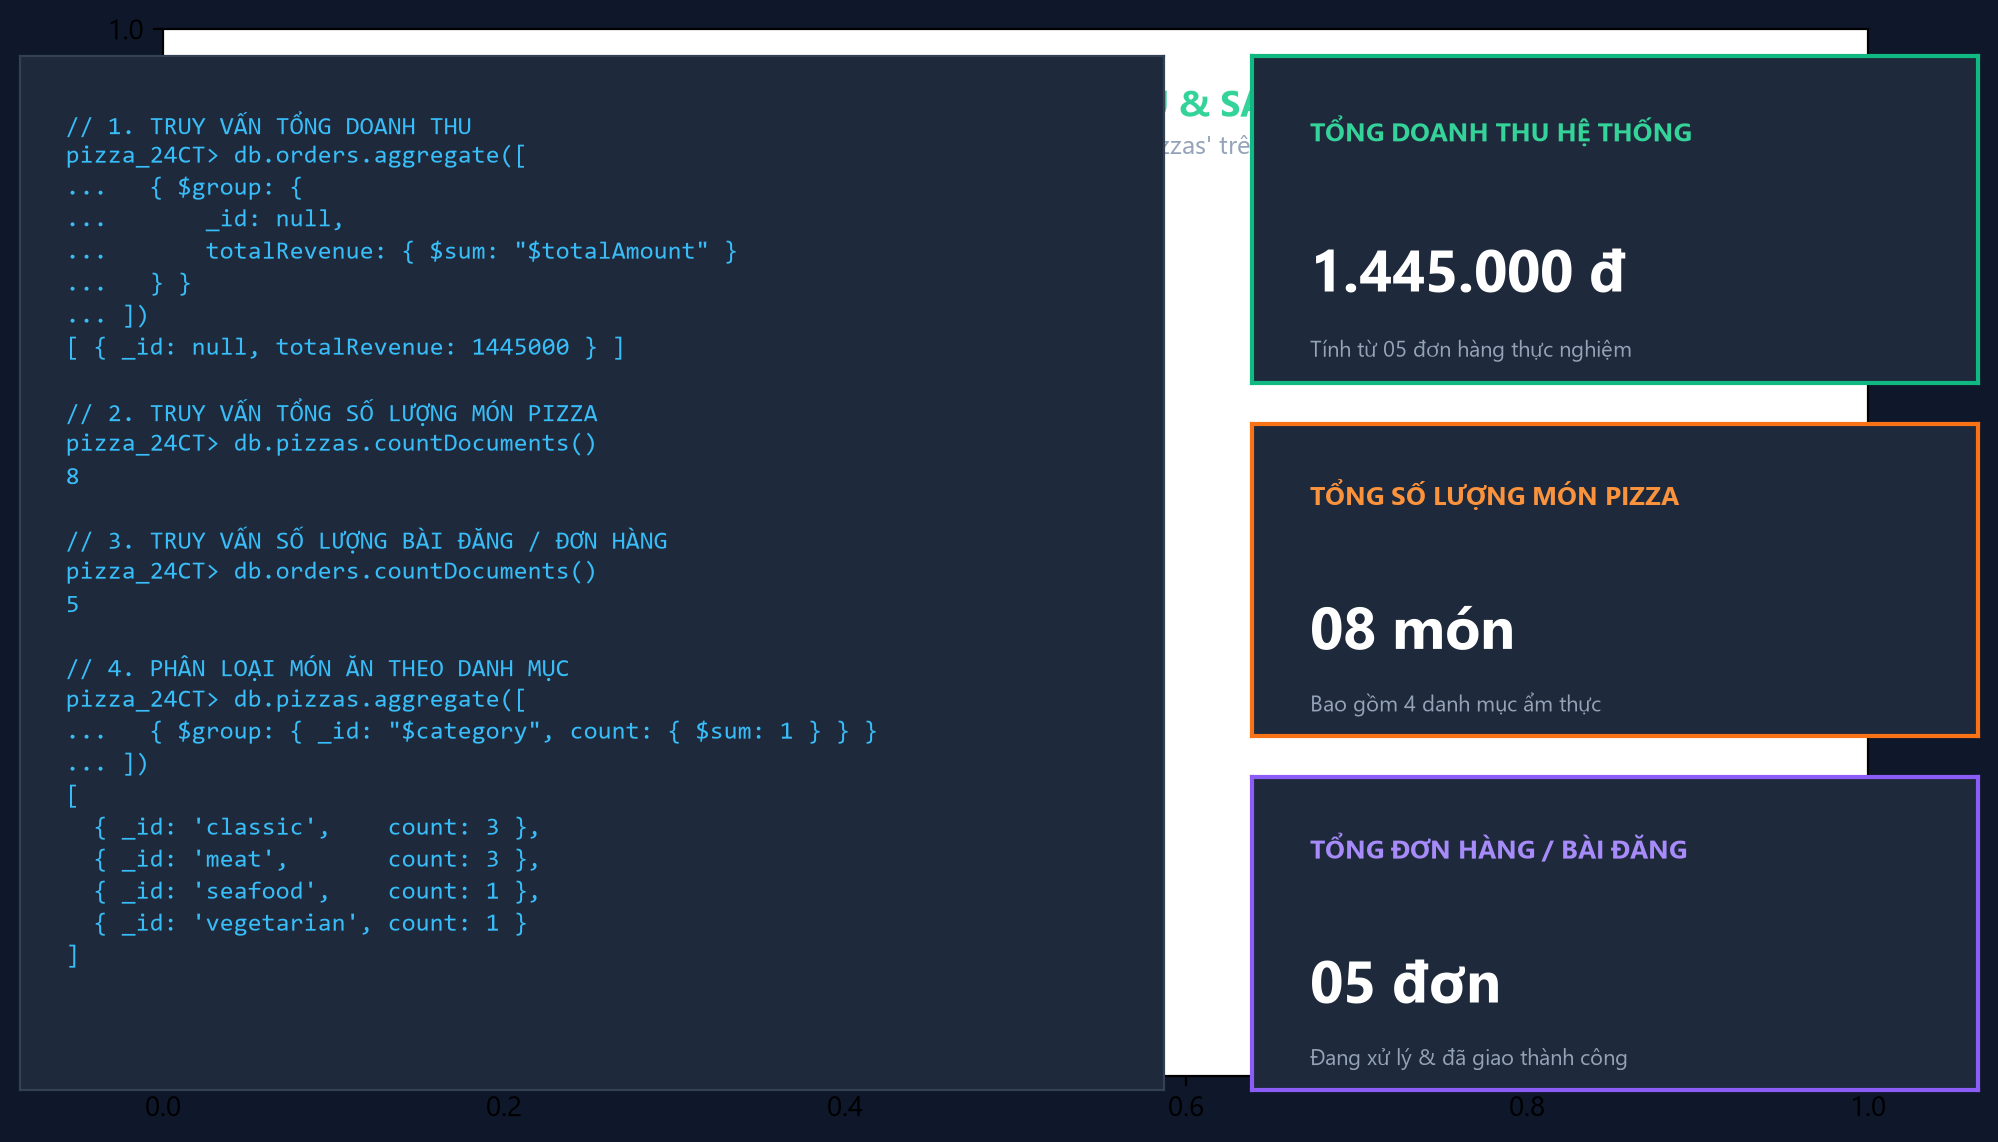 1.0
& SA
zzas' trê
// 1. TRUY VẤN TỔNG DOANH THU
pizza_24CT> db.orders.aggregate([
...   { $group: {
...       _id: null,
...       totalRevenue: { $sum: "$totalAmount" }
...   } }
... ])
[ { _id: null, totalRevenue: 1445000 } ]
// 2. TRUY VẤN TỔNG SỐ LƯỢNG MÓN PIZZA
pizza_24CT> db.pizzas.countDocuments()
8
// 3. TRUY VẤN SỐ LƯỢNG BÀI ĐĂNG / ĐƠN HÀNG
pizza_24CT> db.orders.countDocuments()
5
// 4. PHÂN LOẠI MÓN ĂN THEO DANH MỤC
pizza_24CT> db.pizzas.aggregate([
...   { $group: { _id: "$category", count: { $sum: 1 } } }
... ])
[
  { _id: 'classic',    count: 3 },
  { _id: 'meat',       count: 3 },
  { _id: 'seafood',    count: 1 },
  { _id: 'vegetarian', count: 1 }
]
TỔNG DOANH THU HỆ THỐNG
1.445.000 đ
Tính từ 05 đơn hàng thực nghiệm
TỔNG SỐ LƯỢNG MÓN PIZZA
08 món
Bao gồm 4 danh mục ẩm thực
TỔNG ĐƠN HÀNG / BÀI ĐĂNG
05 đơn
Đang xử lý & đã giao thành công
0.0 0.2 0.4 0.6 0.8 1.0